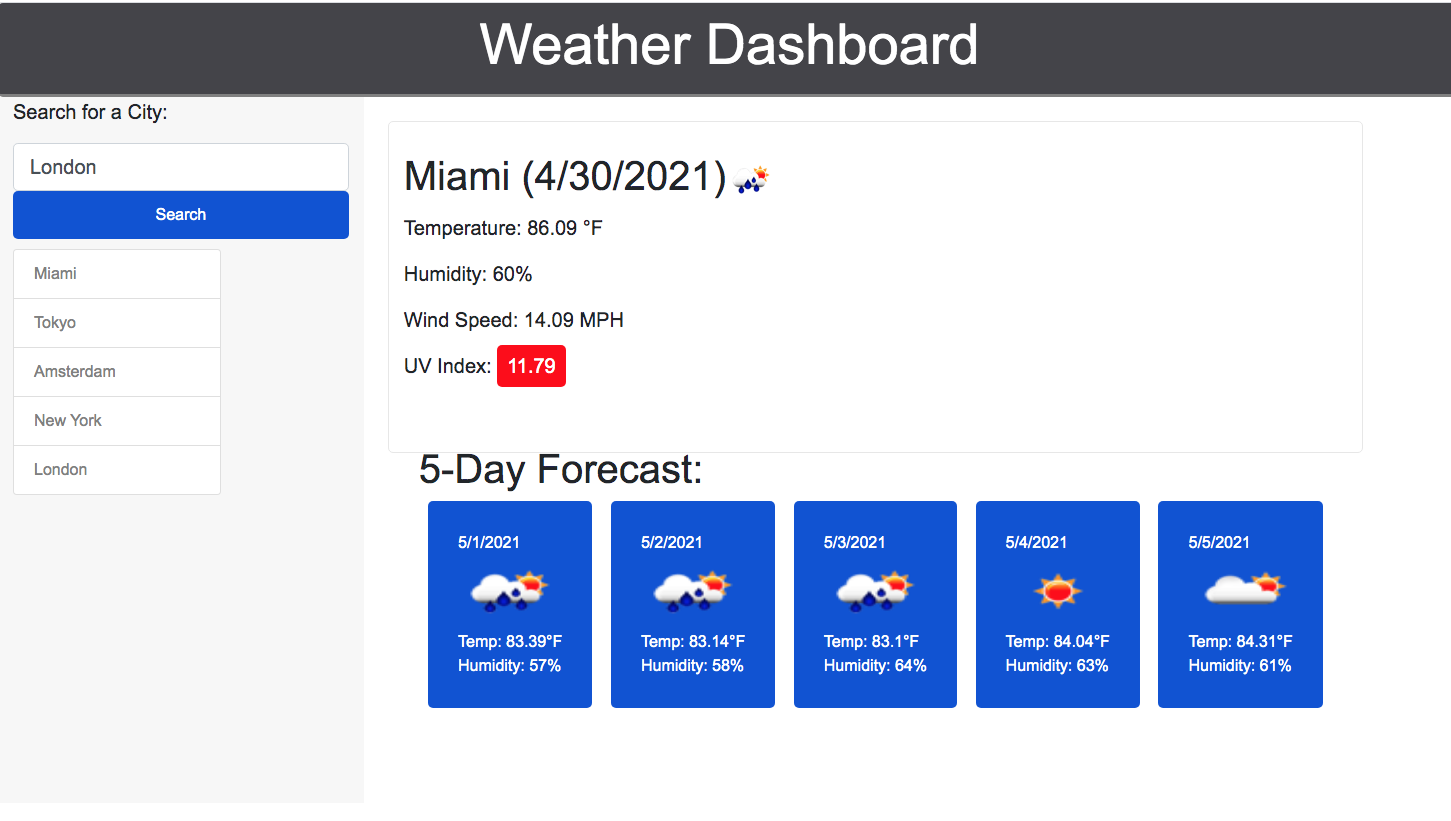 Weather Dashboard
Search for a City:
London
Search
Miami
Tokyo
Amsterdam
New York
London
Miami (4/30/2021)
Temperature: 86.09 °F
Humidity: 60%
Wind Speed: 14.09 MPH
UV Index: 11.79
5-Day Forecast:
5/1/2021
Temp: 83.39°F
Humidity: 57%
5/2/2021
Temp: 83.14°F
Humidity: 58%
5/3/2021
Temp: 83.1°F
Humidity: 64%
5/4/2021
Temp: 84.04°F
Humidity: 63%
5/5/2021
Temp: 84.31°F
Humidity: 61%